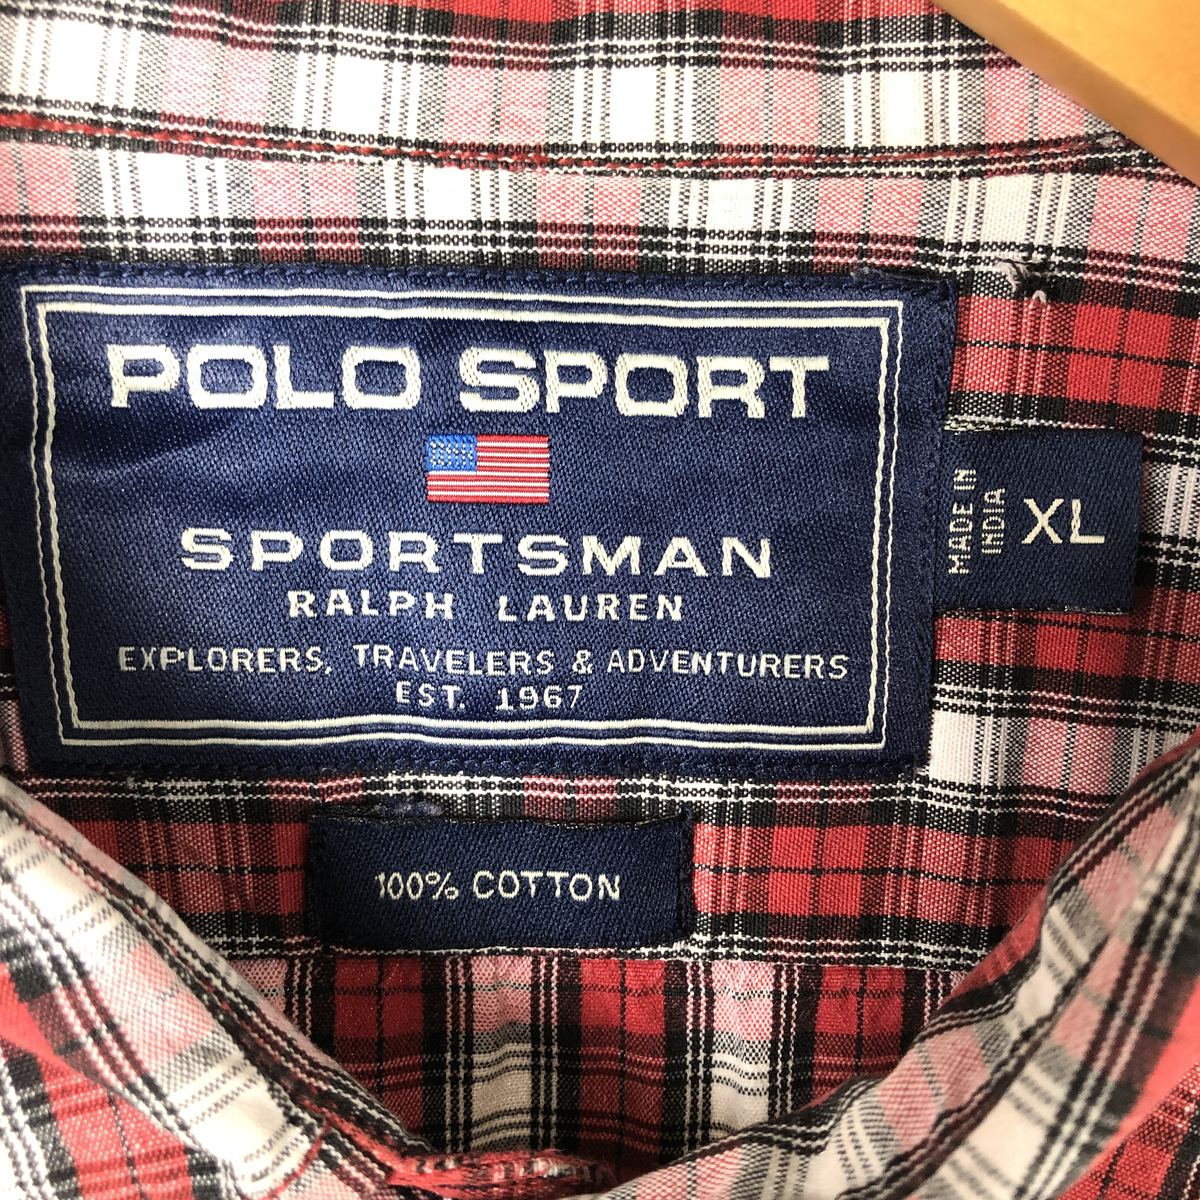 POLO SPORT
SPORTSMAN
RALPH LAUREN
EXPLORERS, TRAVELERS & ADVENTURERS
EST. 1967
MADE IN
INDIA
XL
100% COTTON